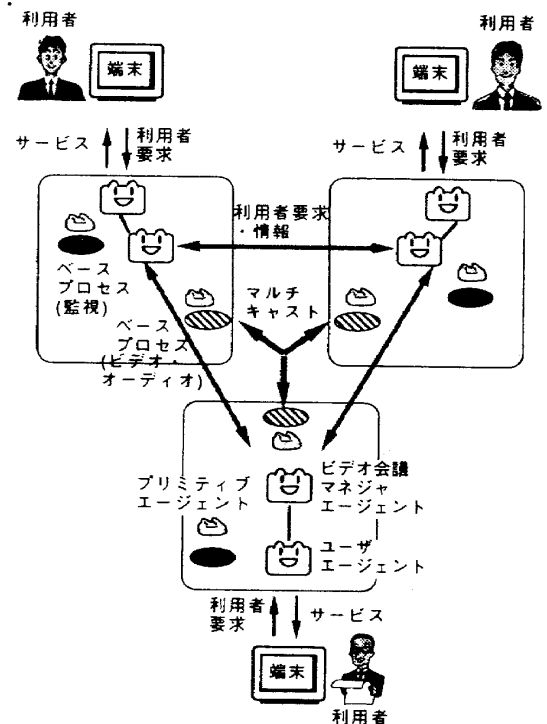 利用者
利用者
端末
端末
サービス
利用者
要求
サービス
利用者
要求
利用者要求
・情報
ベース
プロセス
(監視)
マルチ
キャスト
ベース
プロセス
(ビデオ・
オーディオ)
プリミティブ
エージェント
ビデオ会議
マネジャ
エージェント
ユーザ
エージェント
利用者
要求
サービス
端末
利用者